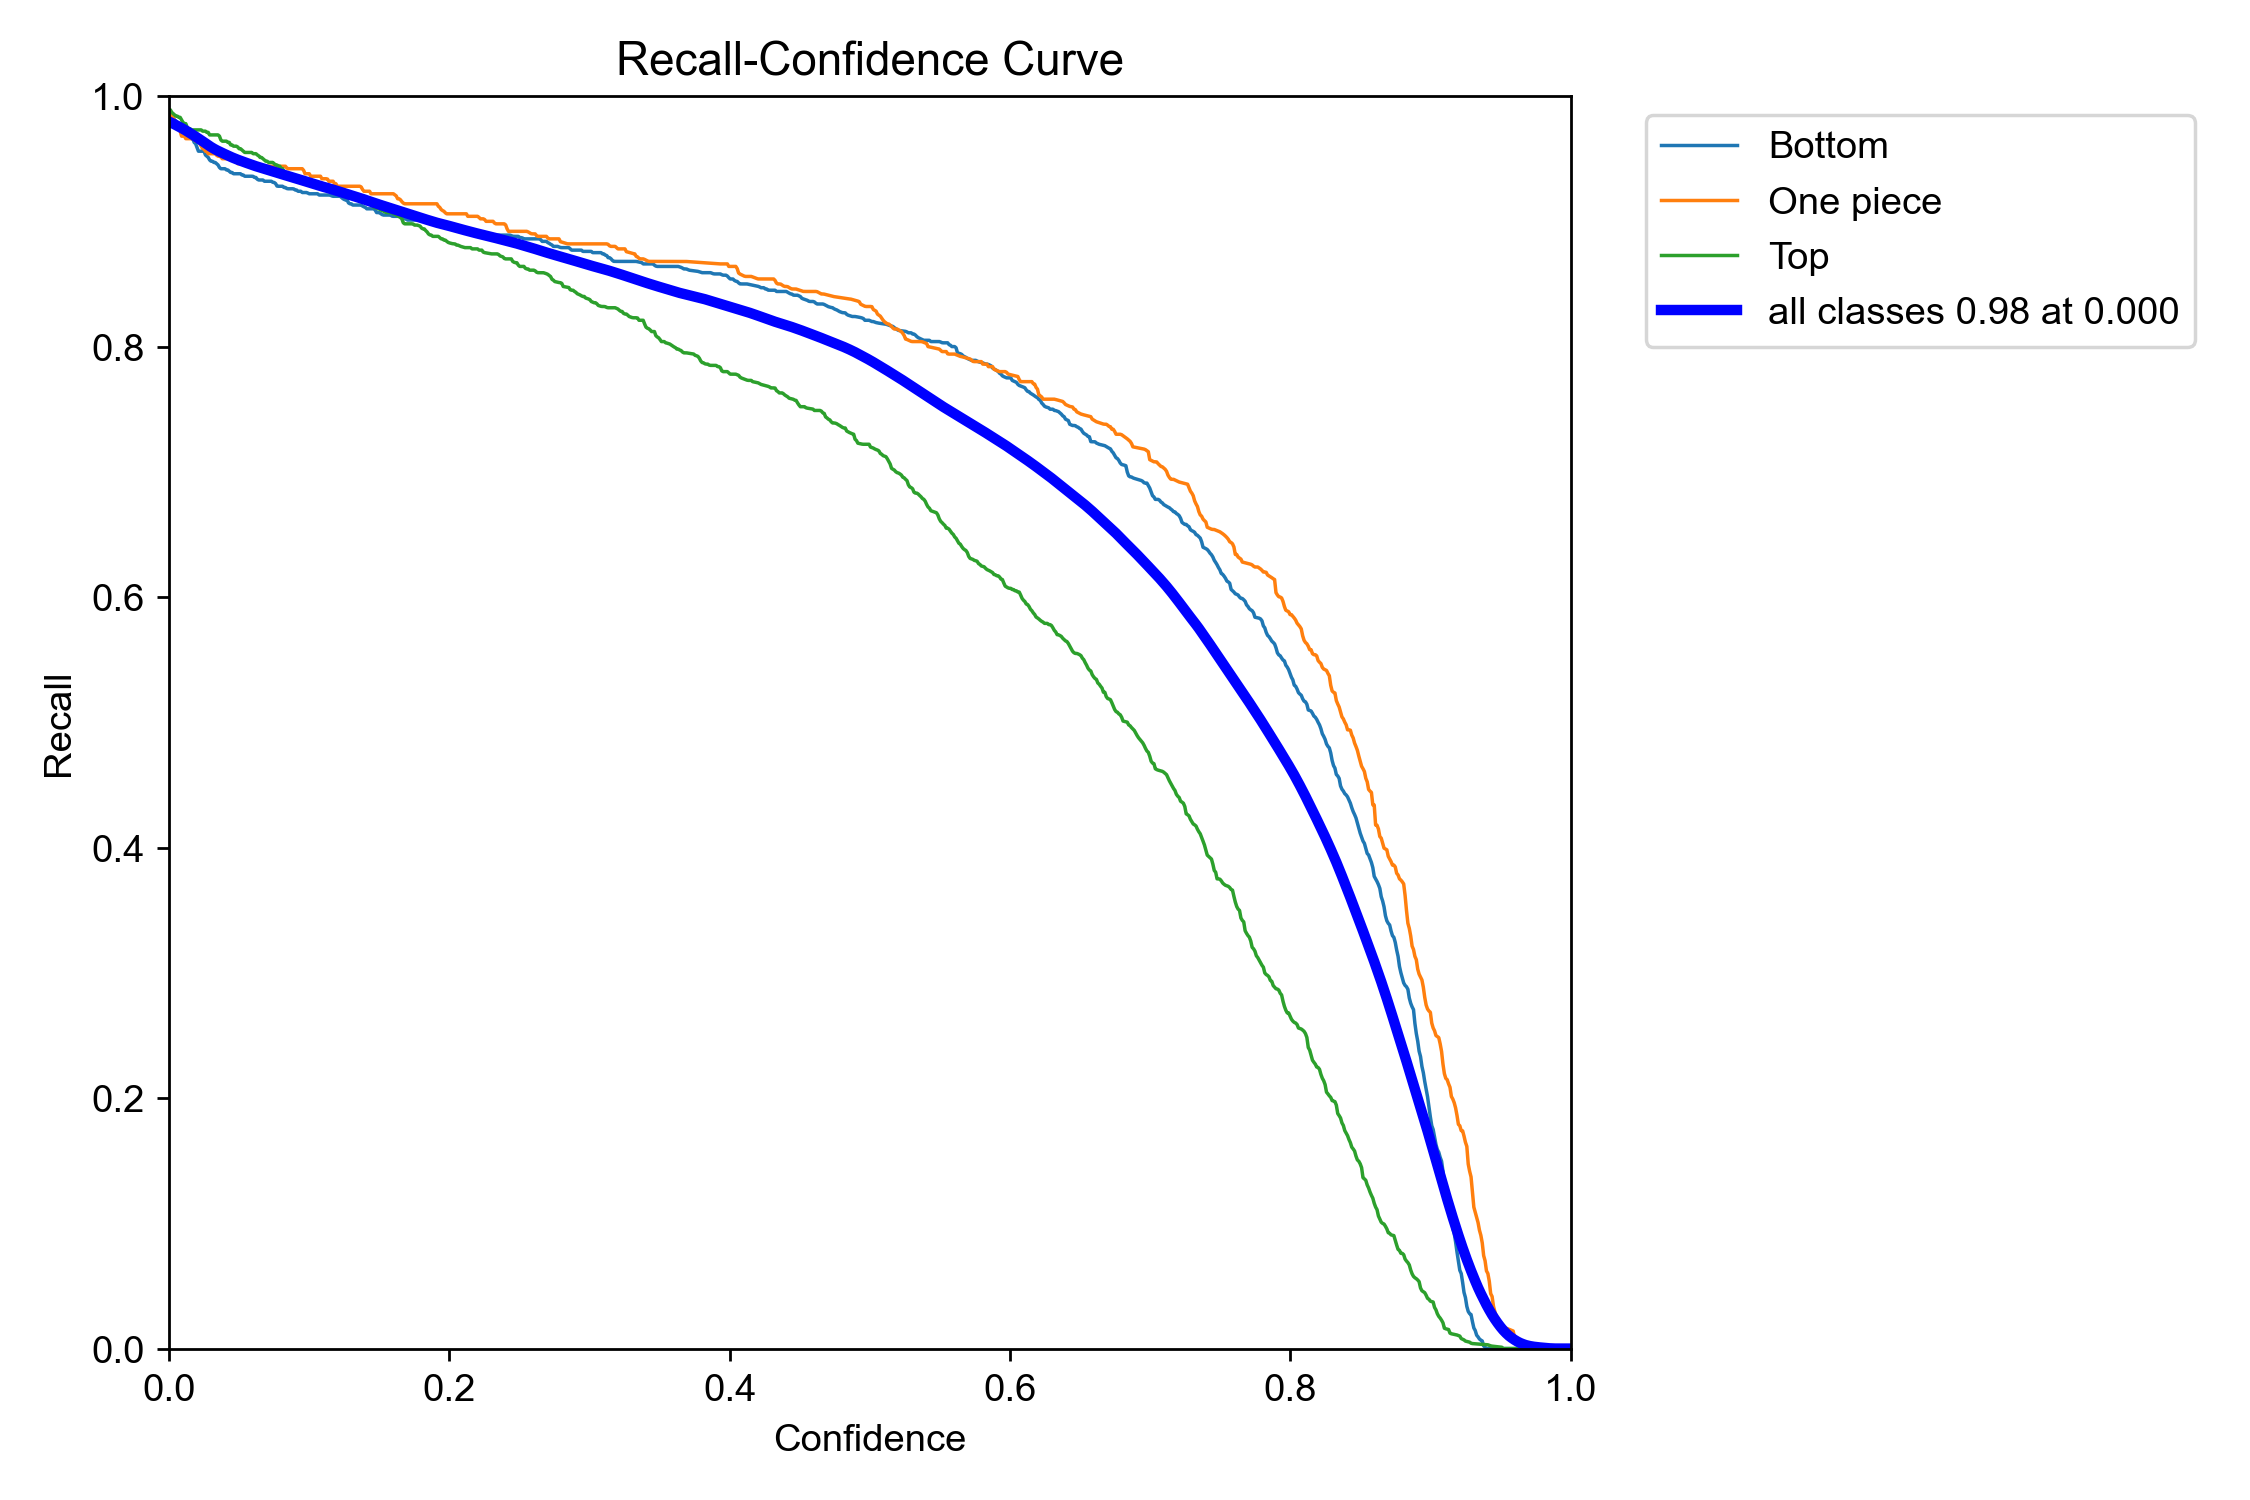 Recall-Confidence Curve
1.0
0.8
0.6
0.4
0.2
0.0
Recall
0.0 0.2 0.4 0.6 0.8 1.0
Confidence
Bottom
One piece
Top
all classes 0.98 at 0.000